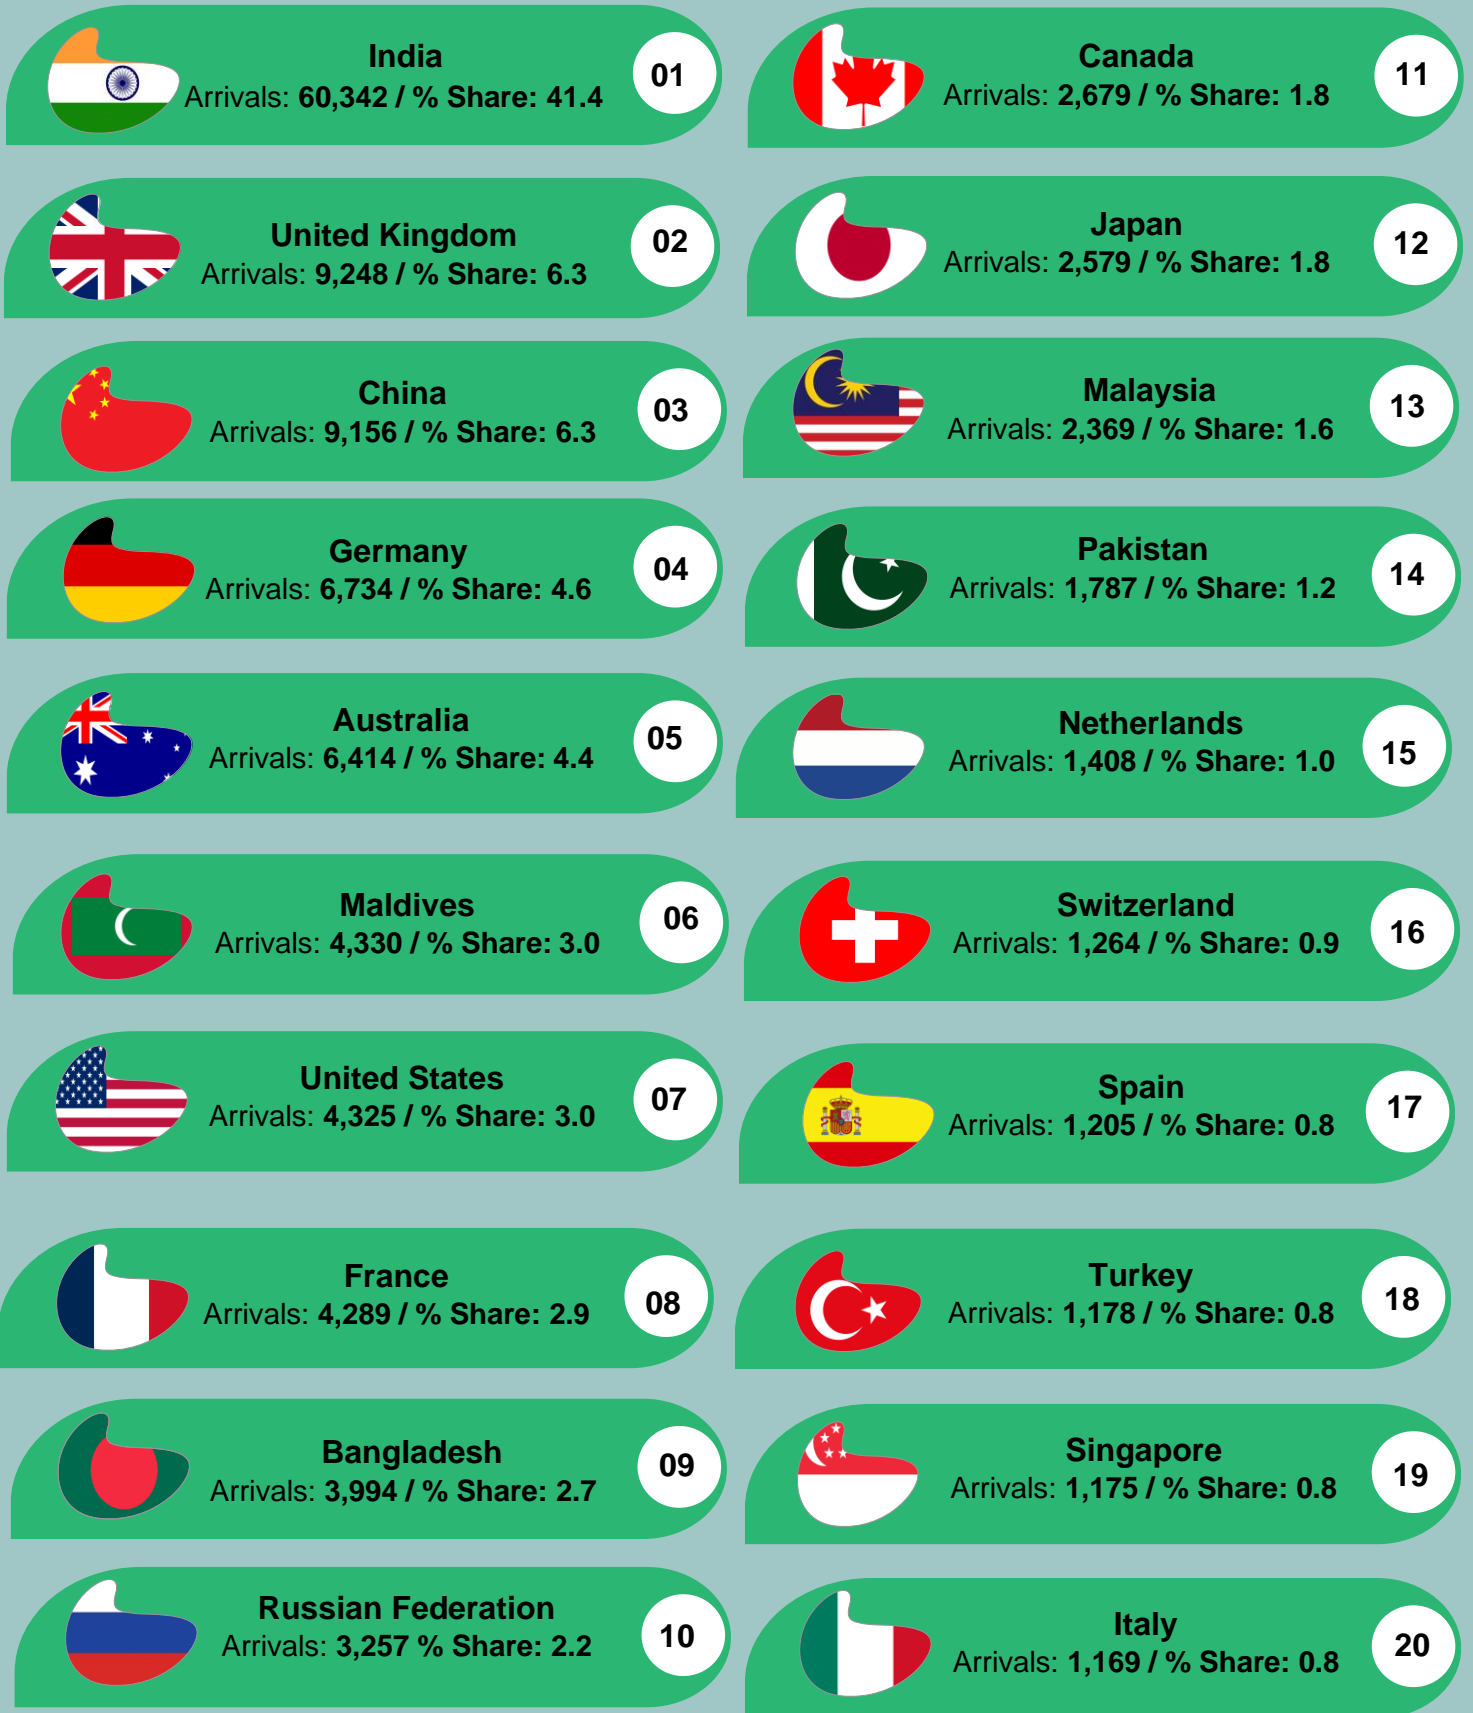 India
Arrivals: 60,342 / % Share: 41.4
01
United Kingdom
Arrivals: 9,248 / % Share: 6.3
02
China
Arrivals: 9,156 / % Share: 6.3
03
Germany
Arrivals: 6,734 / % Share: 4.6
04
Australia
Arrivals: 6,414 / % Share: 4.4
05
Maldives
Arrivals: 4,330 / % Share: 3.0
06
United States
Arrivals: 4,325 / % Share: 3.0
07
France
Arrivals: 4,289 / % Share: 2.9
08
Bangladesh
Arrivals: 3,994 / % Share: 2.7
09
Russian Federation
Arrivals: 3,257 % Share: 2.2
10
Canada
Arrivals: 2,679 / % Share: 1.8
11
Japan
Arrivals: 2,579 / % Share: 1.8
12
Malaysia
Arrivals: 2,369 / % Share: 1.6
13
Pakistan
Arrivals: 1,787 / % Share: 1.2
14
Netherlands
Arrivals: 1,408 / % Share: 1.0
15
Switzerland
Arrivals: 1,264 / % Share: 0.9
16
Spain
Arrivals: 1,205 / % Share: 0.8
17
Turkey
Arrivals: 1,178 / % Share: 0.8
18
Singapore
Arrivals: 1,175 / % Share: 0.8
19
Italy
Arrivals: 1,169 / % Share: 0.8
20